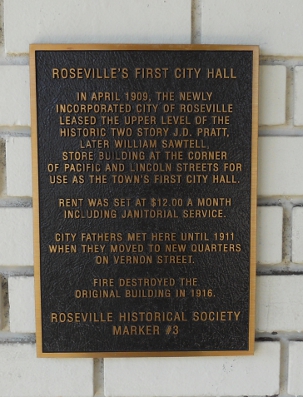 ROSEVILLE'S FIRST CITY HALL
IN APRIL 1909, THE NEWLY
INCORPORATED CITY OF ROSEVILLE
LEASED THE UPPER LEVEL OF THE
HISTORIC TWO STORY J.D. PRATT,
LATER WILLIAM SAWTELL,
STORE BUILDING AT THE CORNER
OF PACIFIC AND LINCOLN STREETS FOR
USE AS THE TOWN'S FIRST CITY HALL.
RENT WAS SET AT $12.00 A MONTH
INCLUDING JANITORIAL SERVICE.
CITY FATHERS MET HERE UNTIL 1911
WHEN THEY MOVED TO NEW QUARTERS
ON VERNON STREET.
FIRE DESTROYED THE
ORIGINAL BUILDING IN 1916.
ROSEVILLE HISTORICAL SOCIETY
MARKER #3